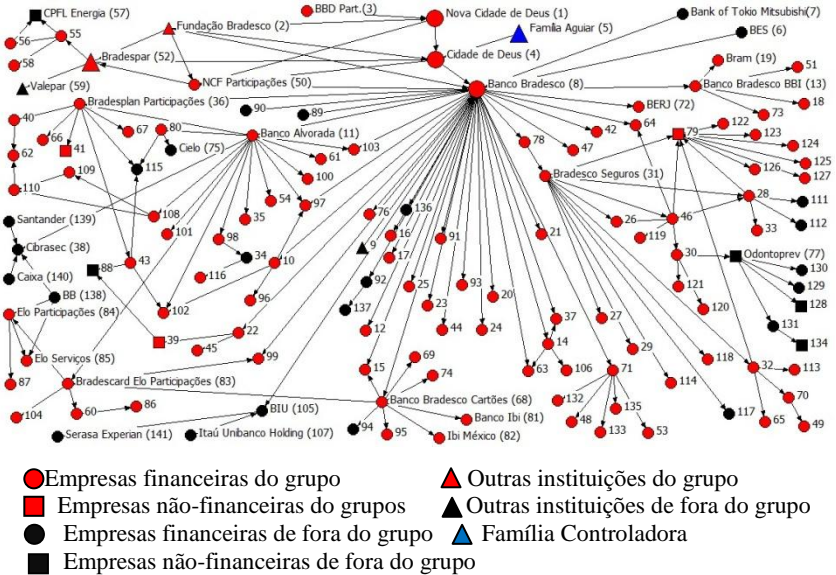 CPFL Energia (57)
BBD Part.(3)
Nova Cidade de Deus (1)
Bank of Tokio Mitsubishi(7)
Fundação Bradesco (2)
Família Aguiar (5)
56
55
BES (6)
58
Bradespar (52)
Cidade de Deus (4)
Bram (19)
51
Valepar (59)
NCF Participações (50)
Banco Bradesco (8)
Banco Bradesco BBI (13)
18
Bradesplan Participações (36)
90
89
BERJ (72)
73
40
67
80
Banco Alvorada (11)
42
64
79
122
66
41
Cielo (75)
103
78
47
123
124
62
109
115
61
126
125
127
110
100
Bradesco Seguros (31)
54
97
28
111
108
35
76
136
26
46
112
Santander (139)
101
16
91
21
119
33
Cibrasec (38)
98
34
9
17
30
Odontoprev (77)
Caixa (140)
88
43
10
92
130
BB (138)
116
25
93
121
129
Elo Participações (84)
102
96
137
23
20
120
128
22
12
44
24
37
27
131
39
45
14
29
134
Elo Serviços (85)
99
69
118
87
15
74
63
106
71
32
113
Bradescard Elo Participações (83)
114
70
104
60
86
Banco Bradesco Cartões (68)
132
135
117
65
49
BIU (105)
Banco Ibi (81)
48
Serasa Experian (141)
Itaú Unibanco Holding (107)
94
95
Ibi México (82)
133
53
Empresas financeiras do grupo
Outras instituições do grupo
Empresas não-financeiras do grupos
Outras instituições de fora do grupo
Empresas financeiras de fora do grupo
Família Controladora
Empresas não-financeiras de fora do grupo